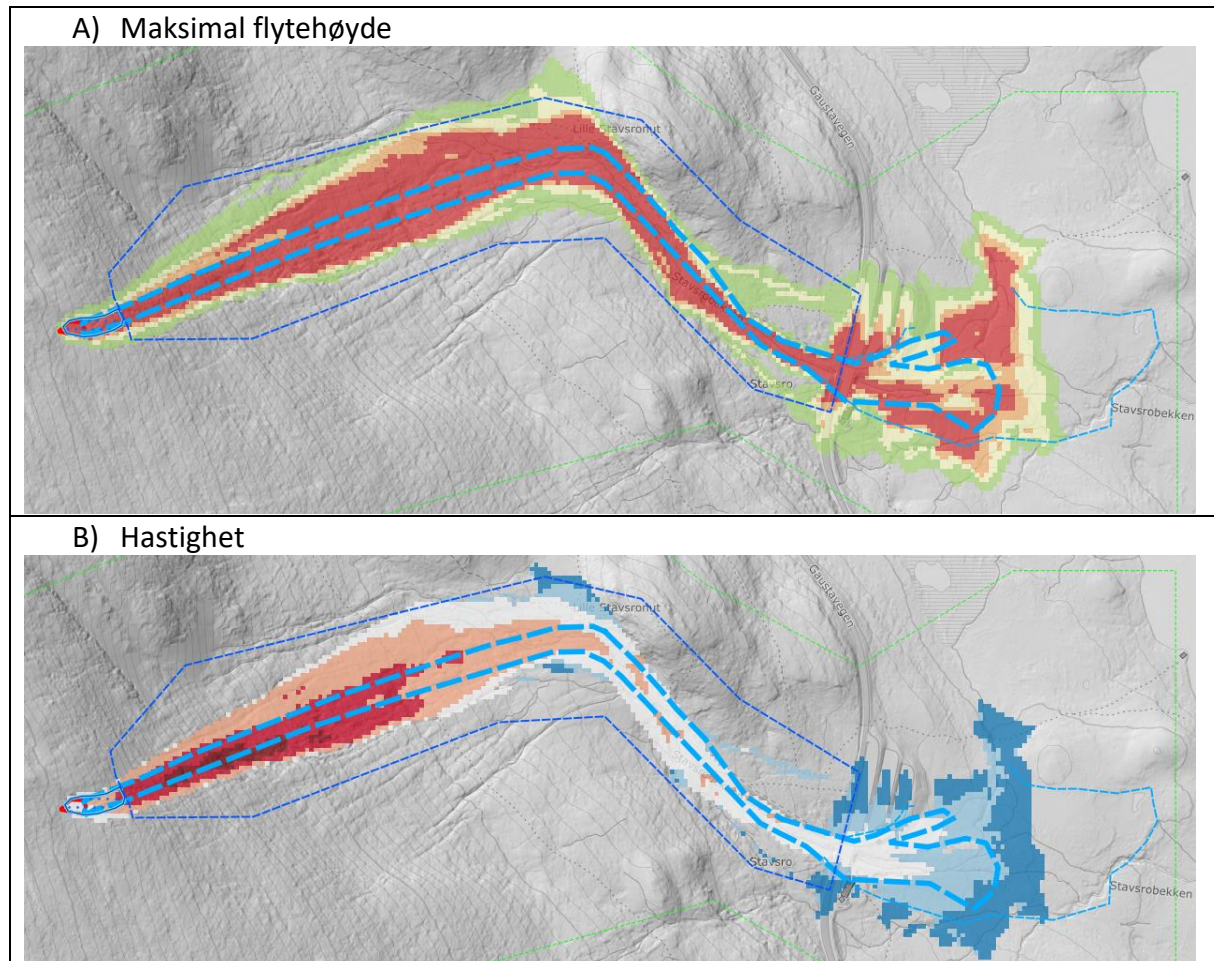 A) Maksimal flytehøyde
Gaustavegen
Lille Stavsronut
Stavsro
Stavsrobekken
B) Hastighet
Gaustavegen
Lille Stavsronut
Stavsro
Stavsrobekken